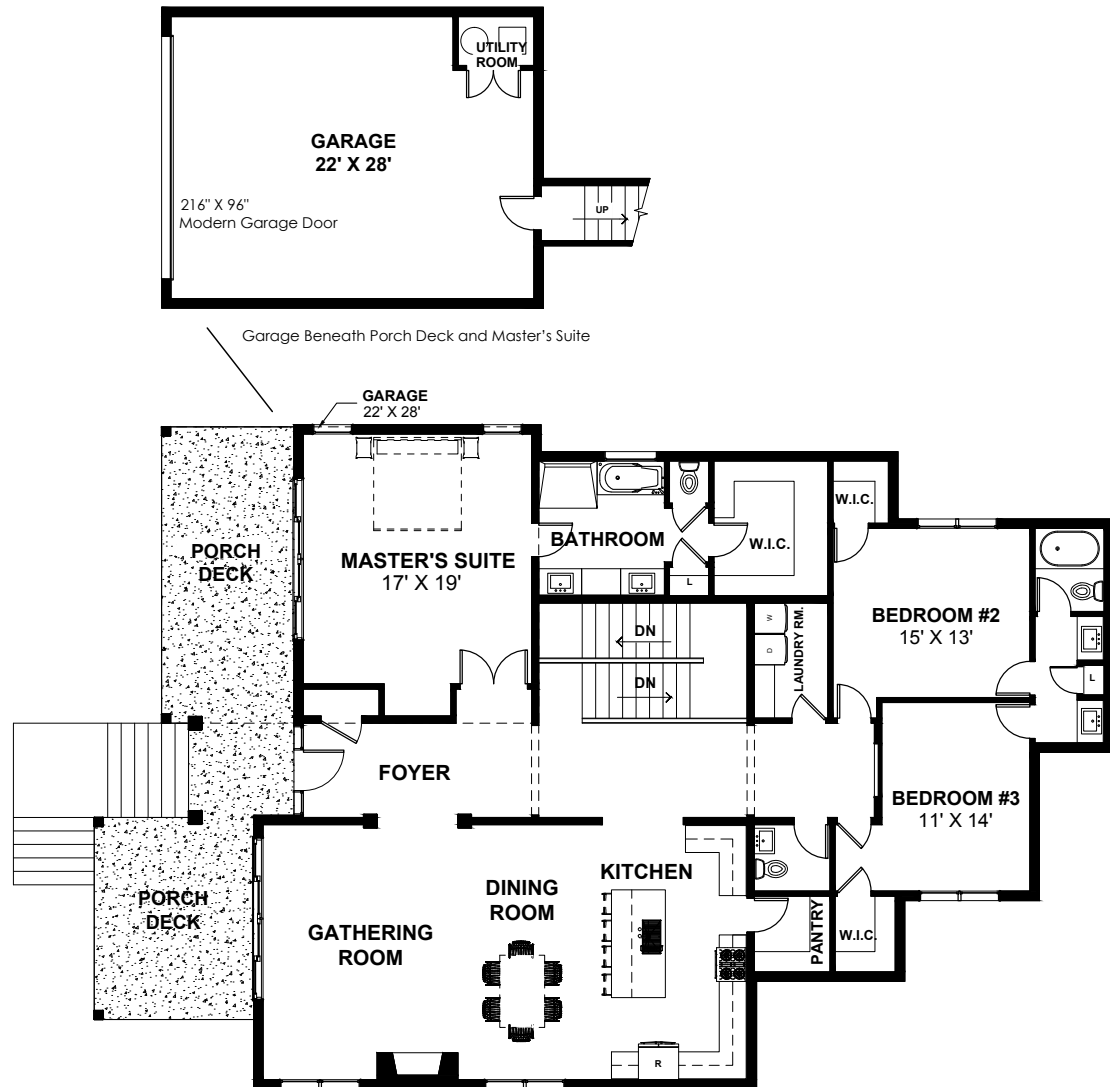 UTILITY
ROOM
GARAGE
22' X 28'
216" X 96"
Modern Garage Door
UP
Garage Beneath Porch Deck and Master's Suite
GARAGE
22' X 28'
PORCH
DECK
MASTER'S SUITE
17' X 19'
BATHROOM
L
W.I.C.
W.I.C.
BEDROOM #2
15' X 13'
L
DN
DN
W
D
LAUNDRY RM.
FOYER
BEDROOM #3
11' X 14'
PORCH
DECK
GATHERING
ROOM
DINING
ROOM
KITCHEN
R
PANTRY
W.I.C.